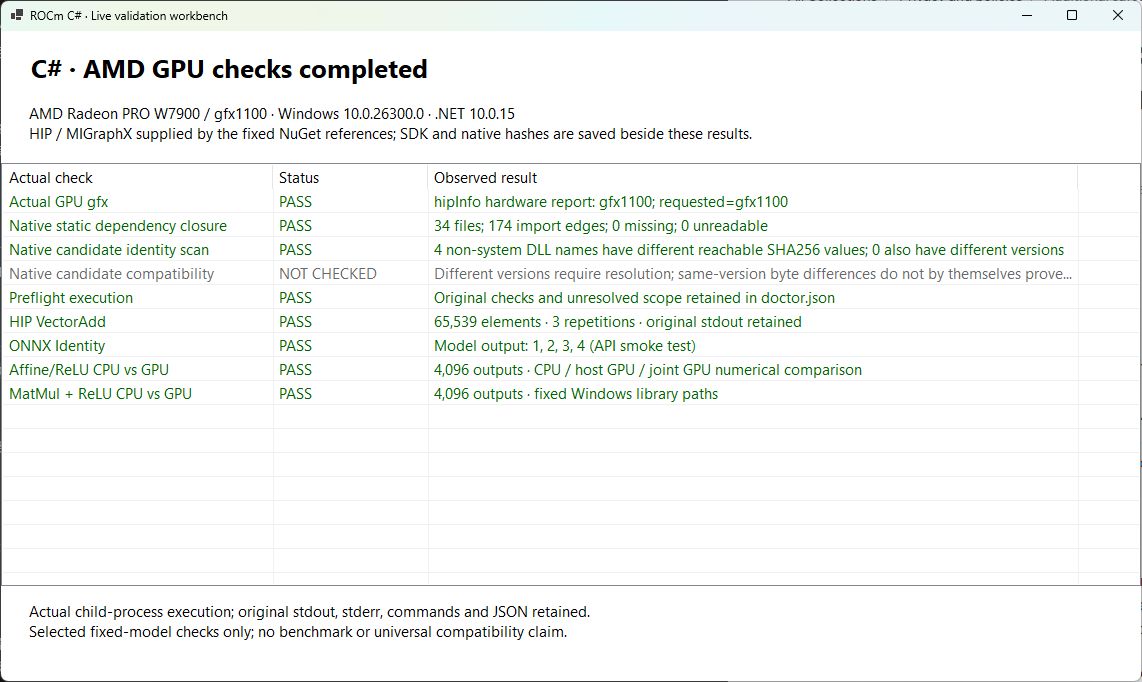 ROCm C# · Live validation workbench
C# · AMD GPU checks completed
AMD Radeon PRO W7900 / gfx1100 · Windows 10.0.26300.0 · .NET 10.0.15
HIP / MIGraphX supplied by the fixed NuGet references; SDK and native hashes are saved beside these results.
Actual check Status Observed result
Actual GPU gfx PASS hipInfo hardware report: gfx1100; requested=gfx1100
Native static dependency closure PASS 34 files; 174 import edges; 0 missing; 0 unreadable
Native candidate identity scan PASS 4 non-system DLL names have different reachable SHA256 values; 0 also have different versions
Native candidate compatibility NOT CHECKED Different versions require resolution; same-version byte differences do not by themselves prove...
Preflight execution PASS Original checks and unresolved scope retained in doctor.json
HIP VectorAdd PASS 65,539 elements · 3 repetitions · original stdout retained
ONNX Identity PASS Model output: 1, 2, 3, 4 (API smoke test)
Affine/ReLU CPU vs GPU PASS 4,096 outputs · CPU / host GPU / joint GPU numerical comparison
MatMul + ReLU CPU vs GPU PASS 4,096 outputs · fixed Windows library paths
Actual child-process execution; original stdout, stderr, commands and JSON retained.
Selected fixed-model checks only; no benchmark or universal compatibility claim.